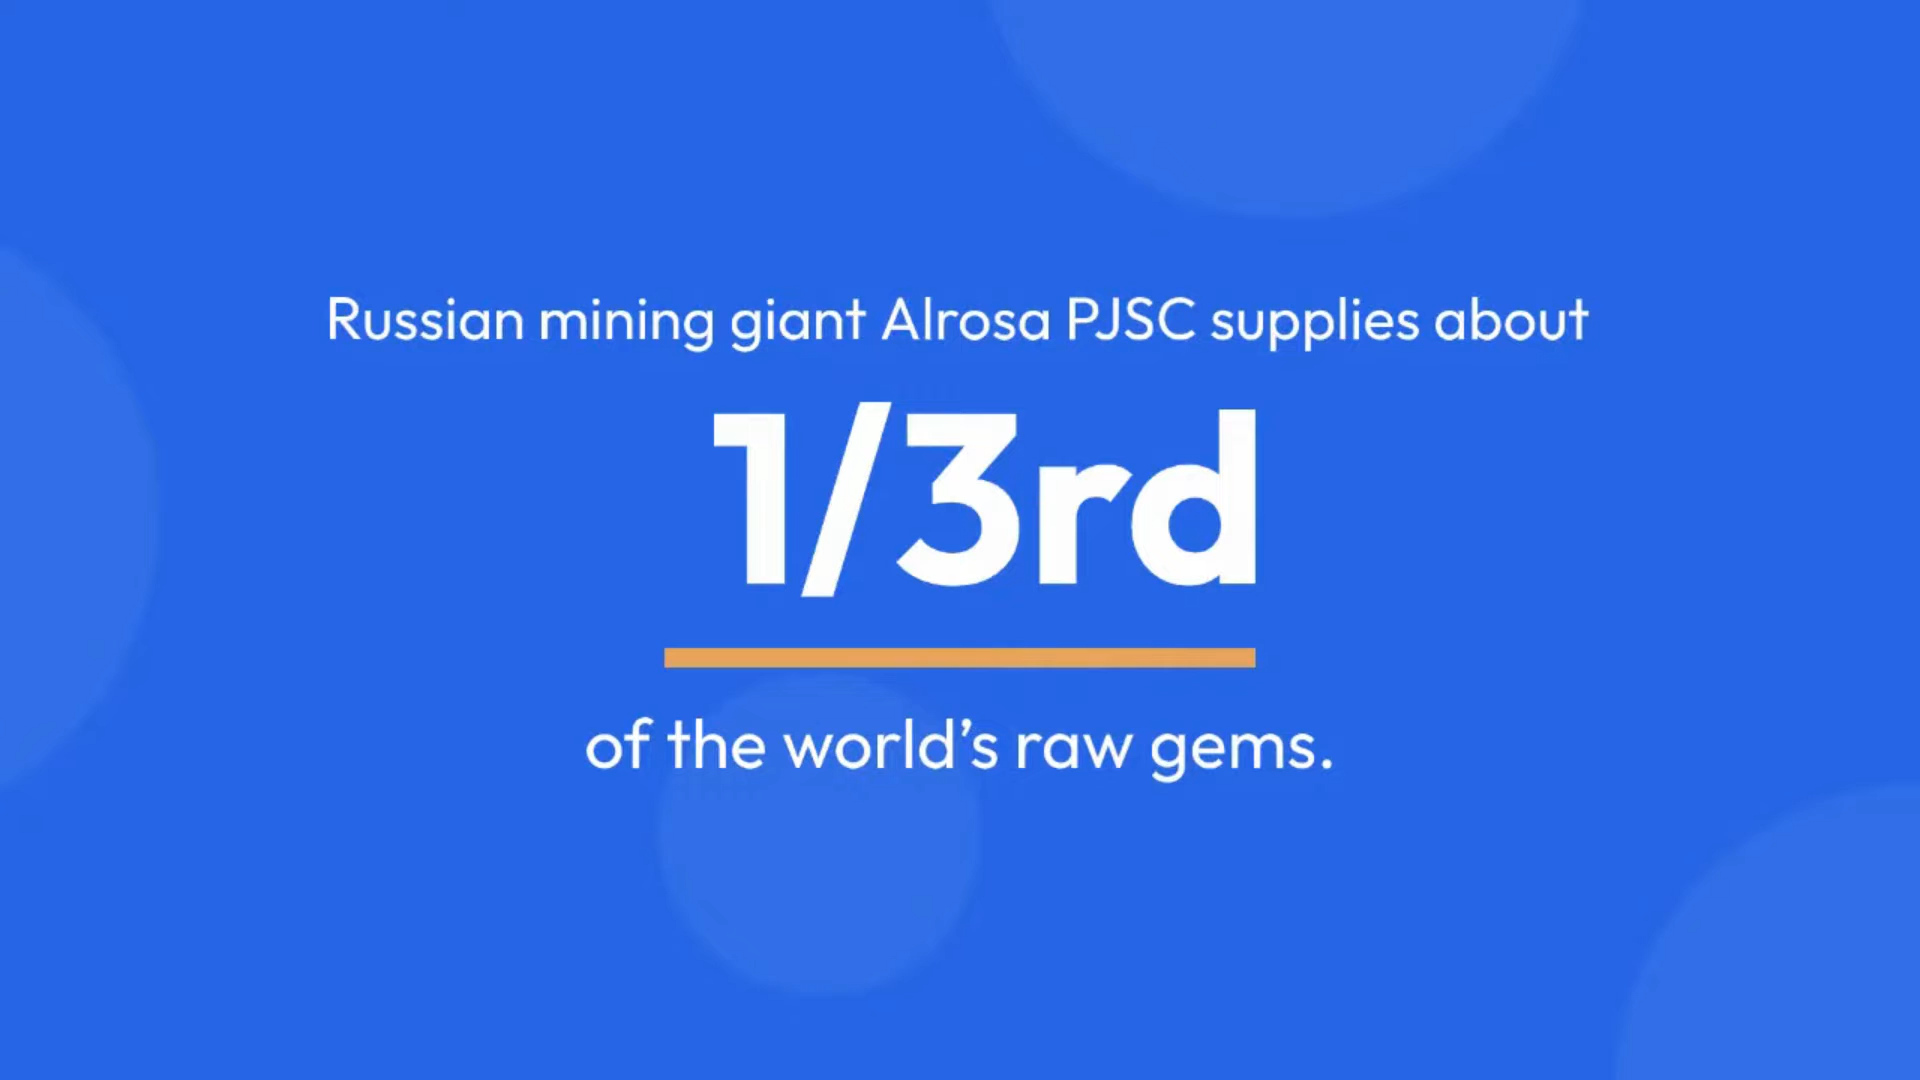 Russian mining giant Alrosa PJSC supplies about
1/3rd
of the world’s raw gems.